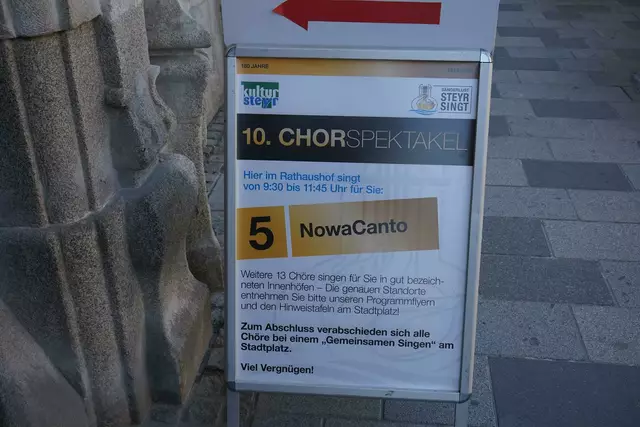 100 JAHRE
kultur
steyr
SÄNGERLUST
STEYR
SINGT
10. CHORSPEKTAKEL
Hier im Rathaushof singt
von 9:30 bis 11:45 Uhr für Sie:
5 NowaCanto
Weitere 13 Chöre singen für Sie in gut bezeich-
neten Innenhöfen – Die genauen Standorte
entnehmen Sie bitte unseren Programmflyern
und den Hinweistafeln am Stadtplatz!
Zum Abschluss verabschieden sich alle
Chöre bei einem „Gemeinsamen Singen“ am
Stadtplatz.
Viel Vergnügen!